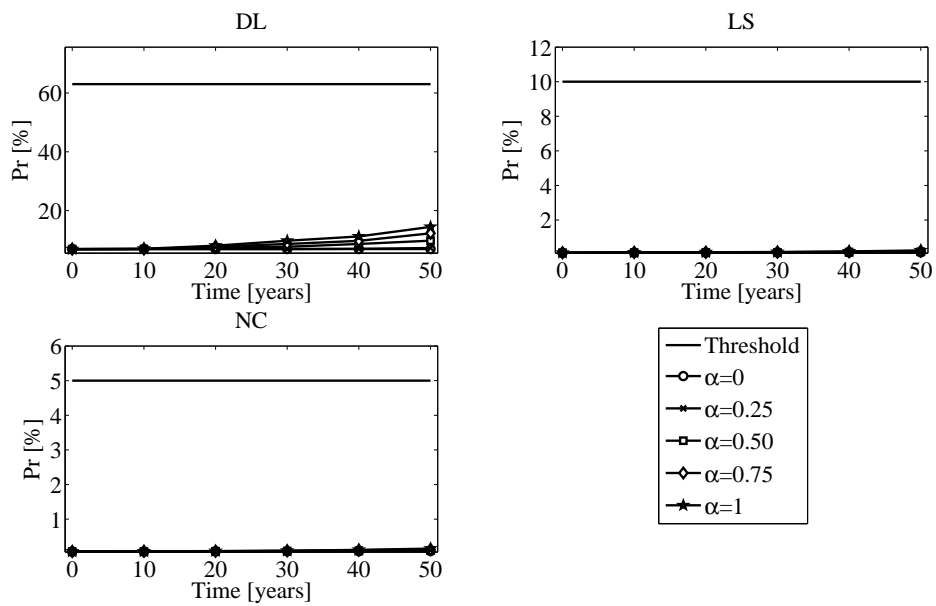 DL
Pr [%]
60
40
20
0 10 20 30 40 50
Time [years]
LS
Pr [%]
12
10
8
6
4
2
0 10 20 30 40 50
Time [years]
NC
Pr [%]
6
5
4
3
2
1
0 10 20 30 40 50
Time [years]
Threshold
α=0
α=0.25
α=0.50
α=0.75
α=1